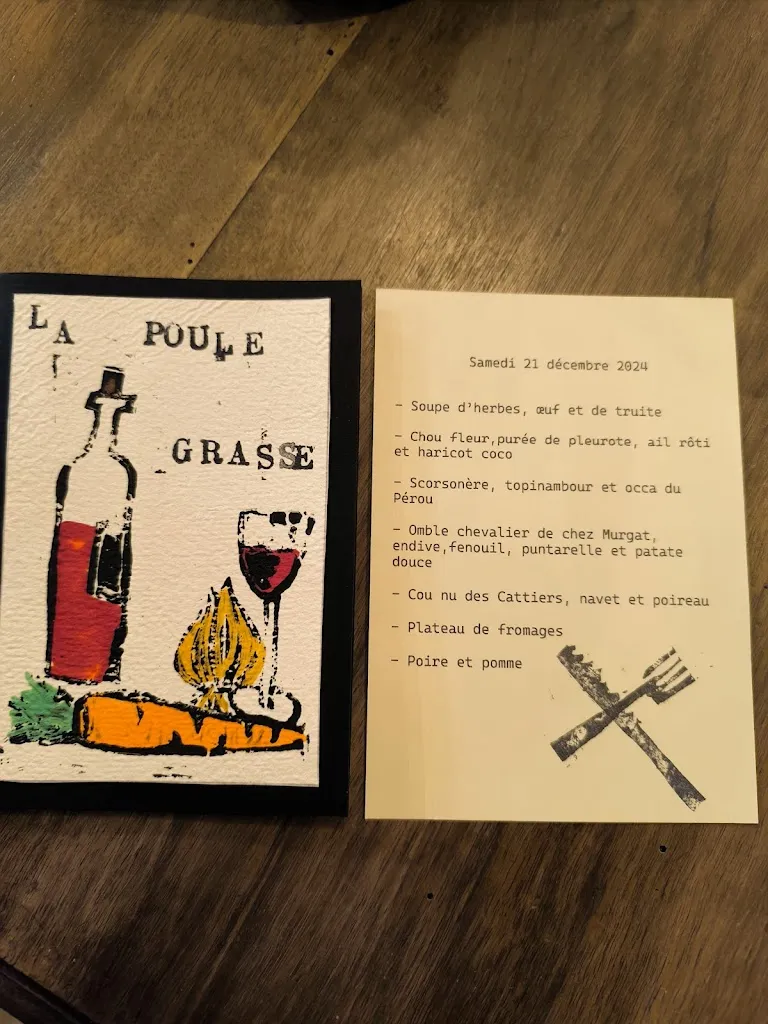 LA POULE
GRASSE
Samedi 21 décembre 2024
- Soupe d'herbes, œuf et de truite
- Chou fleur,purée de pleurote, ail rôti
et haricot coco
- Scorsonère, topinambour et occa du
Pérou
- Omble chevalier de chez Murgat,
endive,fenouil, puntarelle et patate
douce
- Cou nu des Cattiers, navet et poireau
- Plateau de fromages
- Poire et pomme